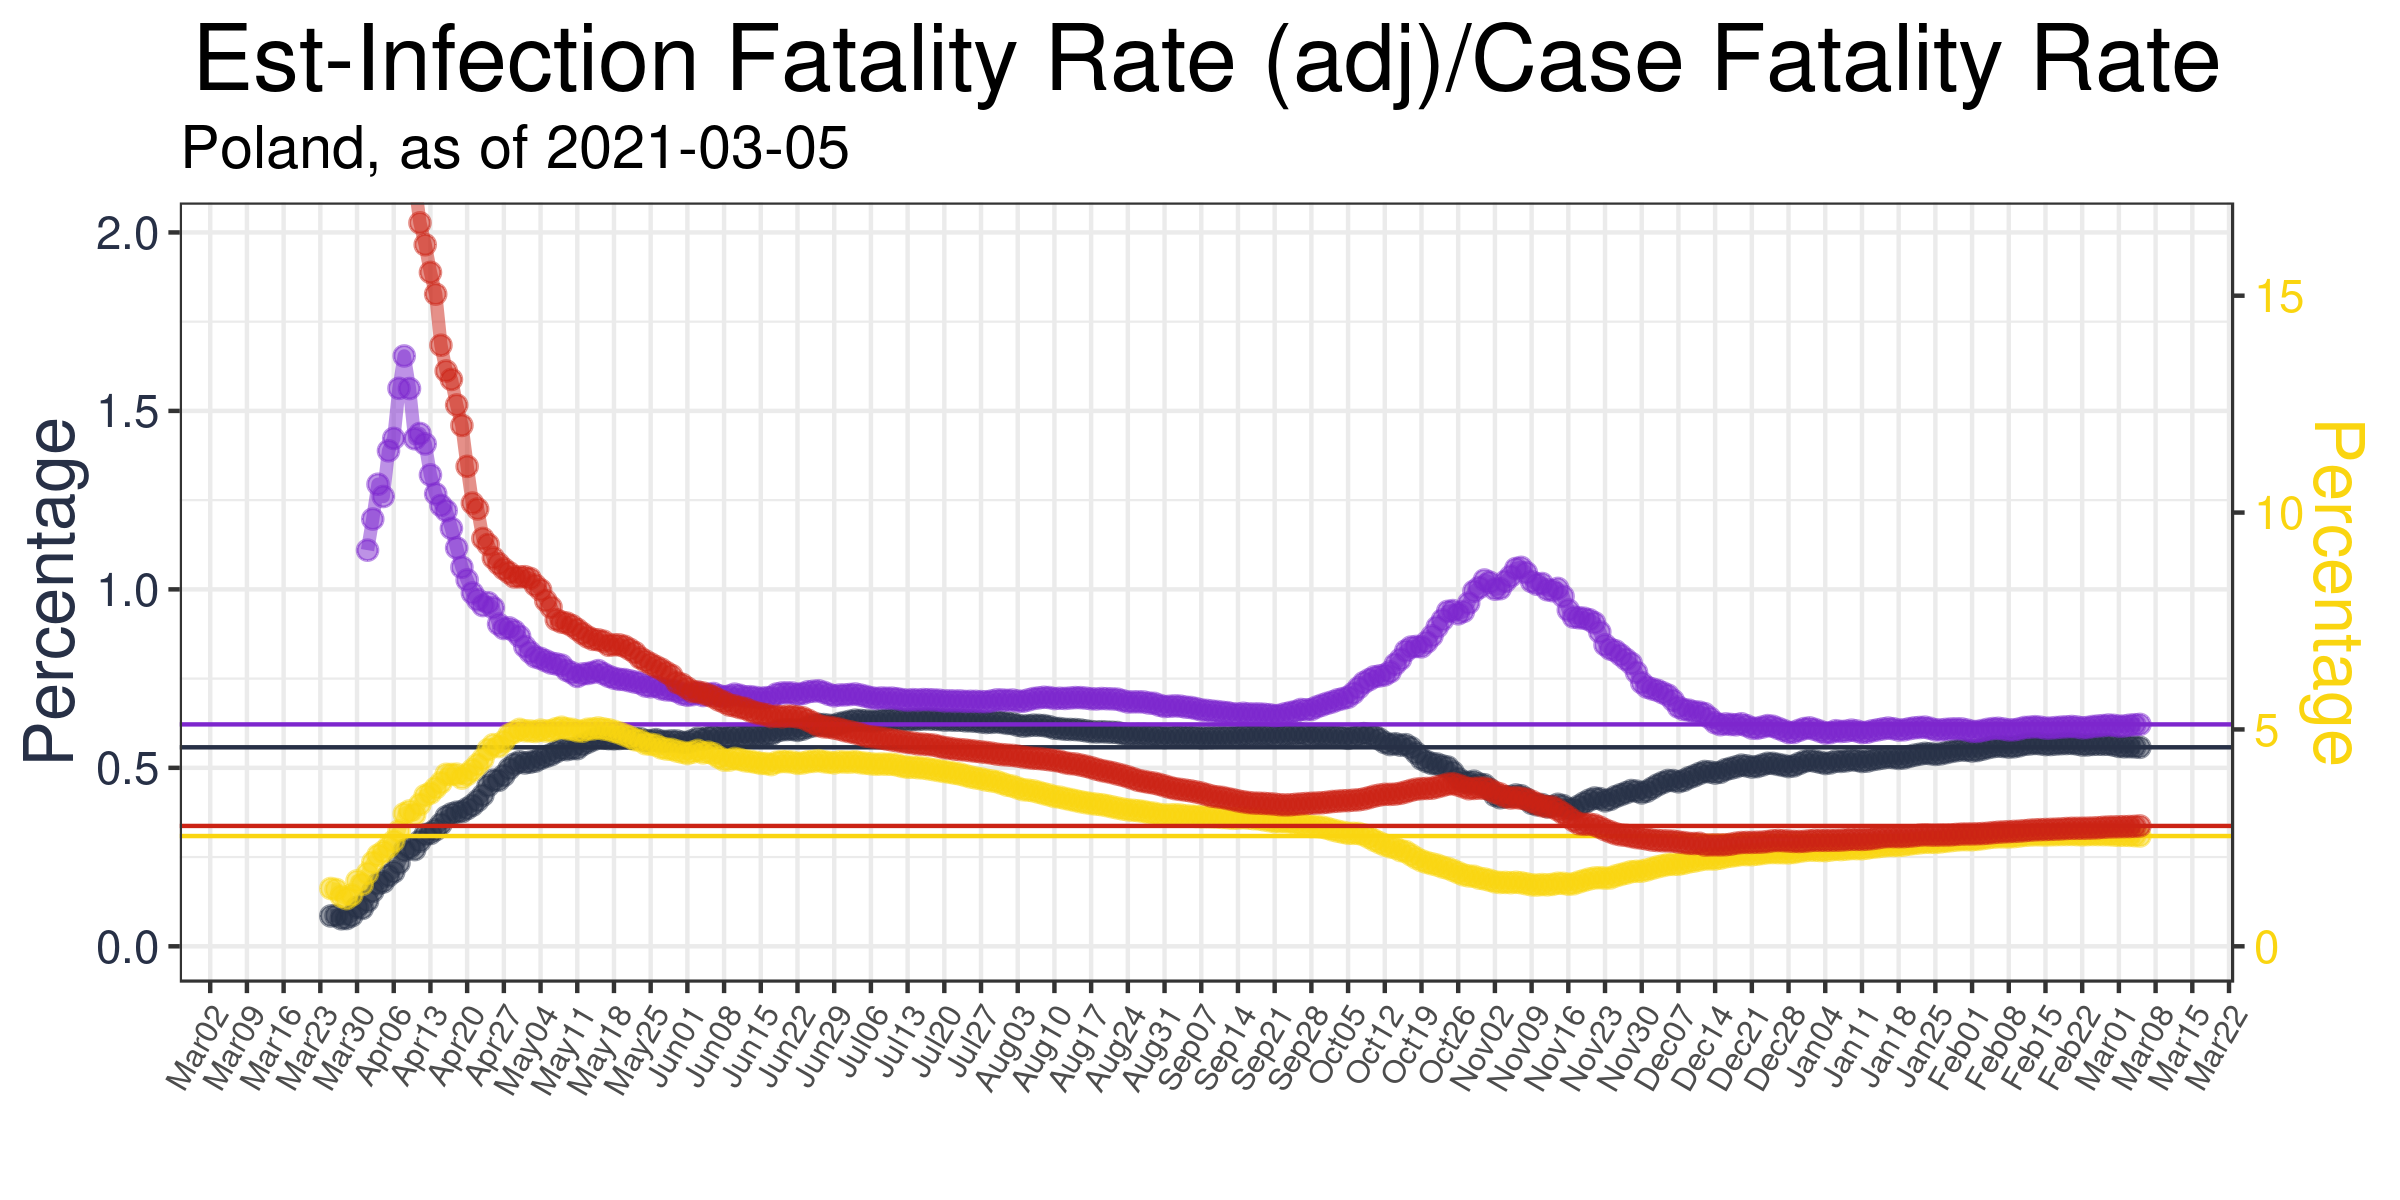 Est-Infection Fatality Rate (adj)/Case Fatality Rate
Poland, as of 2021-03-05
Percentage
2.0
1.5
1.0
0.5
0.0
15
10
5
0
Percentage
Mar02
Mar09
Mar16
Mar23
Mar30
Apr06
Apr13
Apr20
Apr27
May04
May11
May18
May25
Jun01
Jun08
Jun15
Jun22
Jun29
Jul06
Jul13
Jul20
Jul27
Aug03
Aug10
Aug17
Aug24
Aug31
Sep07
Sep14
Sep21
Sep28
Oct05
Oct12
Oct19
Oct26
Nov02
Nov09
Nov16
Nov23
Nov30
Dec07
Dec14
Dec21
Dec28
Dec04
Jan11
Jan18
Jan25
Feb01
Feb08
Feb15
Feb22
Mar01
Mar08
Mar15
Mar22